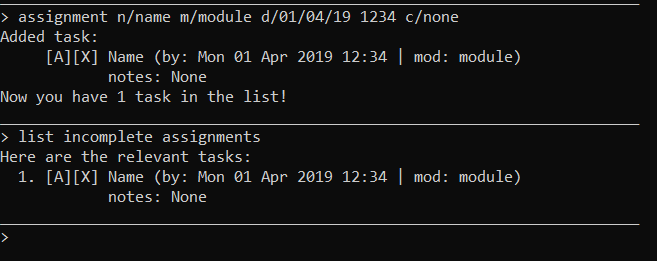 > assignment n/name m/module d/01/04/19 1234 c/none
Added task:
[A][X] Name (by: Mon 01 Apr 2019 12:34 | mod: module)
notes: None
Now you have 1 task in the list!
> list incomplete assignments
Here are the relevant tasks:
1. [A][X] Name (by: Mon 01 Apr 2019 12:34 | mod: module)
notes: None
>